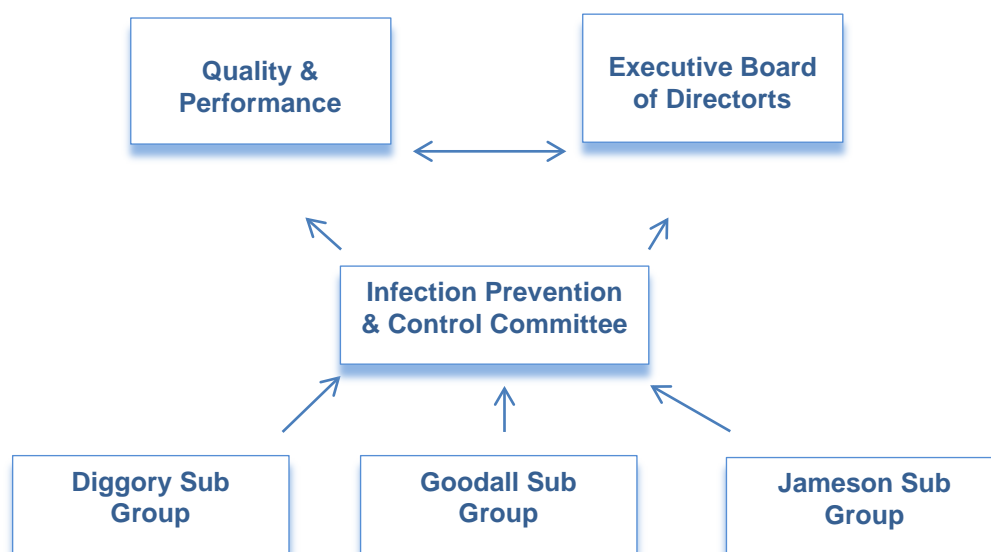 Quality &
Performance
Executive Board
of Directorts
Infection Prevention
& Control Committee
Diggory Sub
Group
Goodall Sub
Group
Jameson Sub
Group